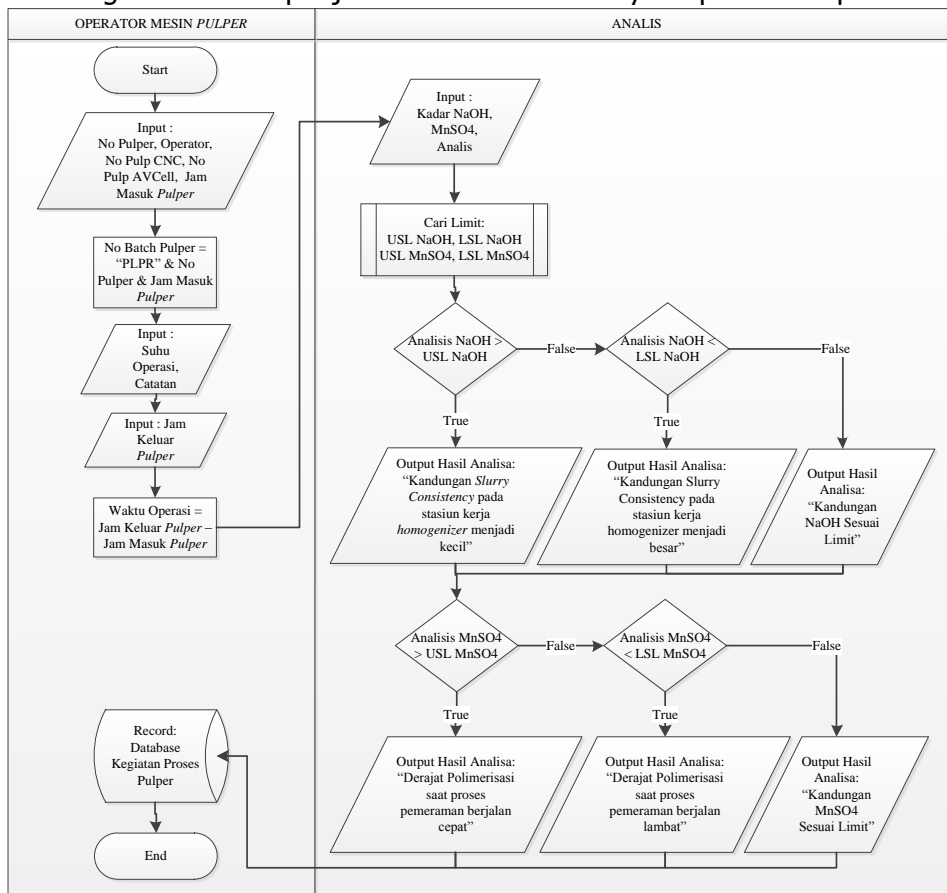 OPERATOR MESIN PULPER
ANALIS
Start
Input :
No Pulper, Operator,
No Pulp CNC, No
Pulp AVCell, Jam
Masuk Pulper
No Batch Pulper =
“PLPR” & No
Pulper & Jam Masuk
Pulper
Input :
Suhu
Operasi,
Catatan
Input : Jam
Keluar
Pulper
Waktu Operasi =
Jam Keluar Pulper –
Jam Masuk Pulper
Input :
Kadar NaOH,
MnSO4,
Analis
Cari Limit:
USL NaOH, LSL NaOH
USL MnSO4, LSL MnSO4
Analisis NaOH >
USL NaOH
False
Analisis NaOH <
LSL NaOH
False
True
True
Output Hasil Analisa:
“Kandungan Slurry
Consistency pada
stasiun kerja
homogenizer menjadi
kecil”
Output Hasil Analisa:
“Kandungan Slurry
Consistency pada
stasiun kerja
homogenizer menjadi
besar”
Output Hasil
Analisa:
“Kandungan
NaOH Sesuai
Limit”
Analisis MnSO4
> USL MnSO4
False
Analisis MnSO4
< LSL MnSO4
False
True
True
Output Hasil Analisa:
“Derajat Polimerisasi
saat proses
pemeraman berjalan
cepat”
Output Hasil Analisa:
“Derajat Polimerisasi
saat proses
pemeraman berjalan
lambat”
Output Hasil
Analisa:
“Kandungan
MnSO4
Sesuai Limit”
Record:
Database
Kegiatan Proses
Pulper
End